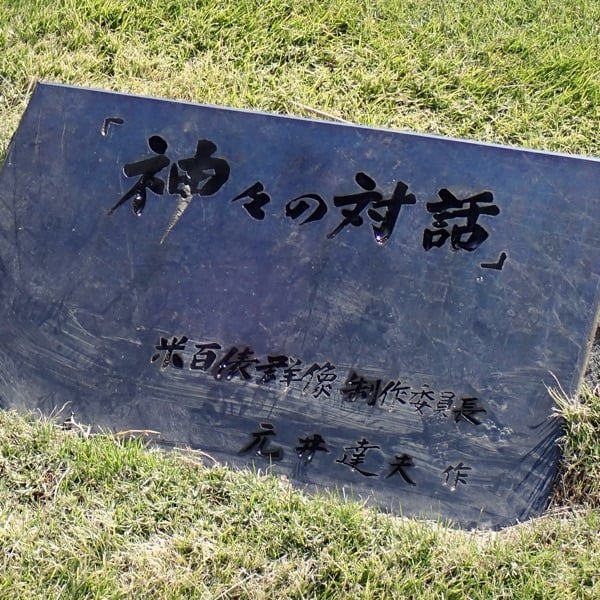 「神々の対話」
米百俵群像制作委員長
元井達夫 作